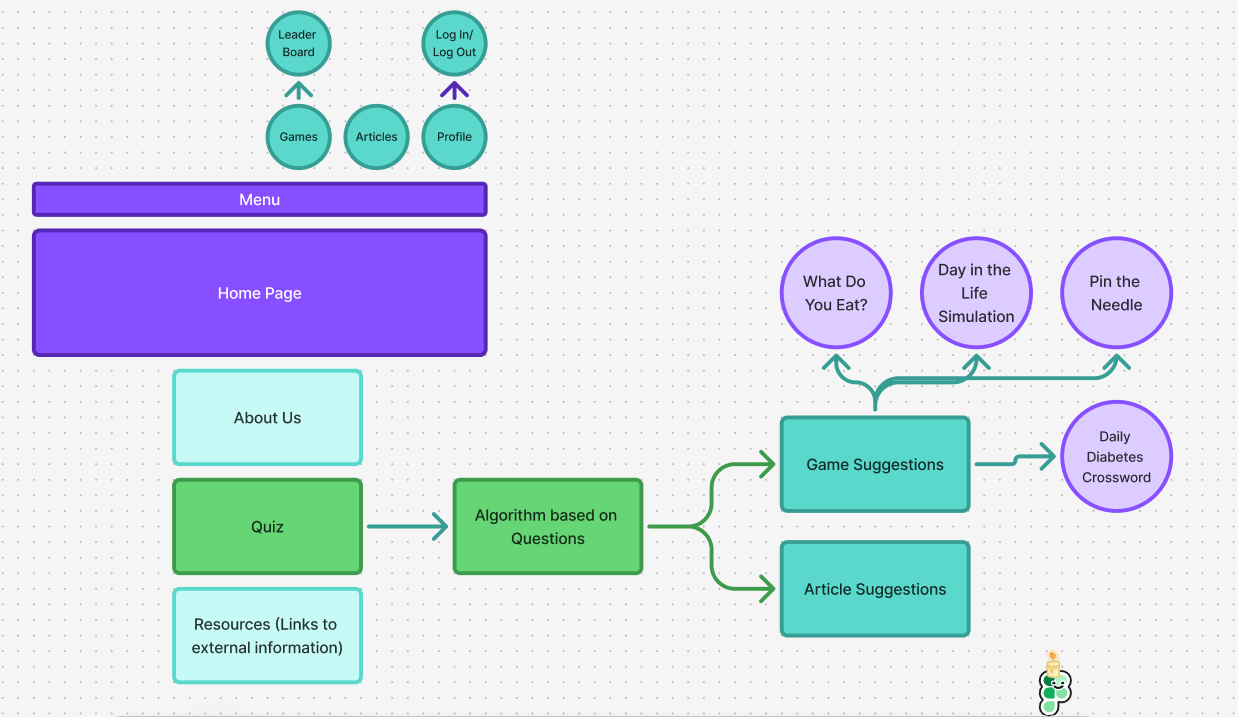 Leader
Board
Log In/
Log Out
Games
Articles
Profile
Menu
Home Page
What Do
You Eat?
Day in the
Life
Simulation
Pin the
Needle
About Us
Game Suggestions
Daily
Diabetes
Crossword
Quiz
Algorithm based on
Questions
Article Suggestions
Resources (Links to
external information)